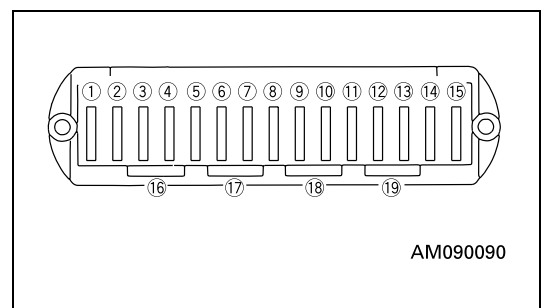 ① ② ③ ④ ⑤ ⑥ ⑦ ⑧ ⑨ ⑩ ⑪ ⑫ ⑬ ⑭ ⑮
⑯ ⑰ ⑱ ⑲
AM090090